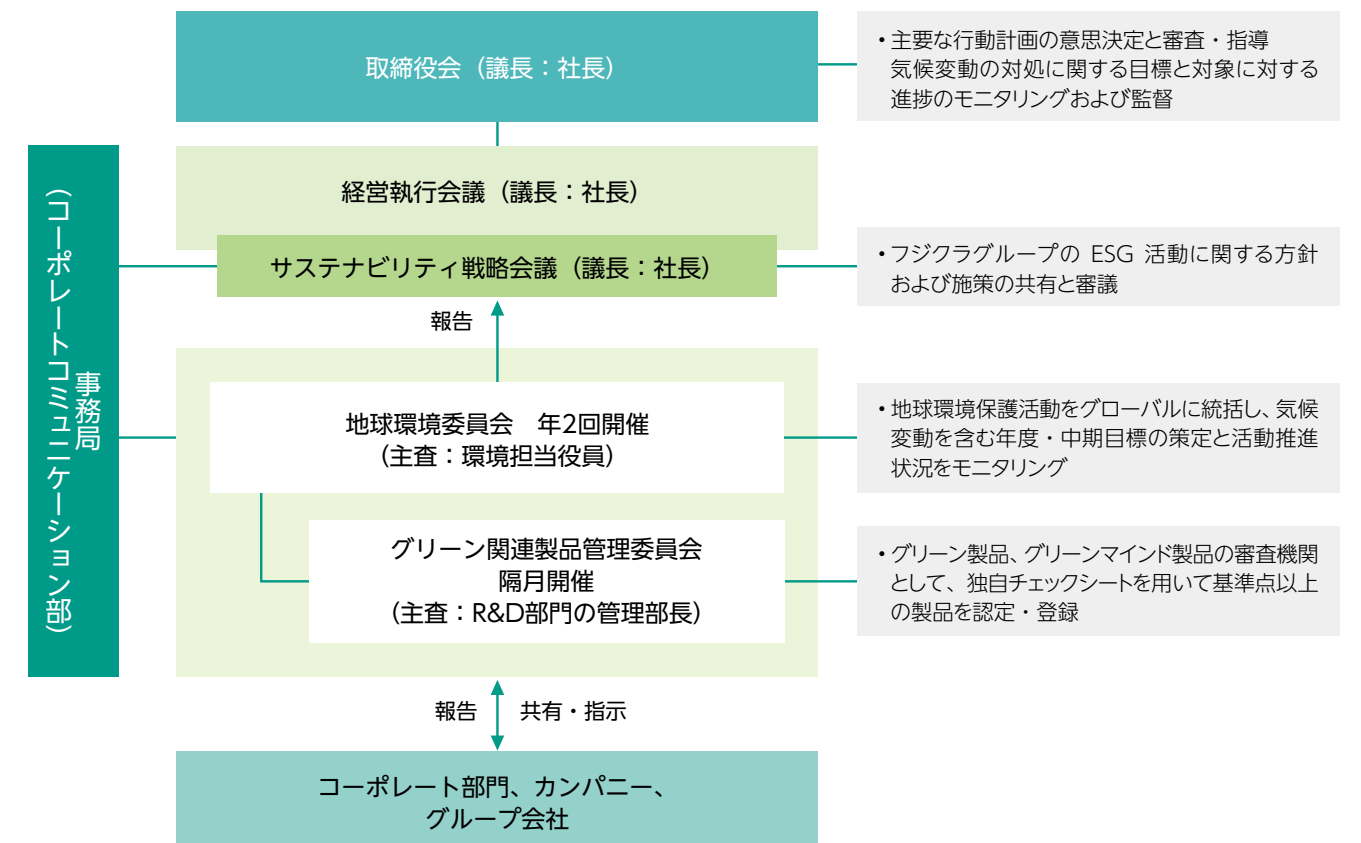 取締役会（議長：社長）
・主要な行動計画の意思決定と審査・指導
気候変動の対処に関する目標と対象に対する
進捗のモニタリングおよび監督
事務局
（コーポレートコミュニケーション部）
経営執行会議（議長：社長）
サステナビリティ戦略会議（議長：社長）
・フジクラグループの ESG 活動に関する方針
および施策の共有と審議
報告
地球環境委員会　年2回開催
（主査：環境担当役員）
・地球環境保護活動をグローバルに統括し、気候
変動を含む年度・中期目標の策定と活動推進
状況をモニタリング
グリーン関連製品管理委員会
隔月開催
（主査：R&D部門の管理部長）
・グリーン製品、グリーンマインド製品の審査機関
として、独自チェックシートを用いて基準点以上
の製品を認定・登録
報告
共有・指示
コーポレート部門、カンパニー、
グループ会社